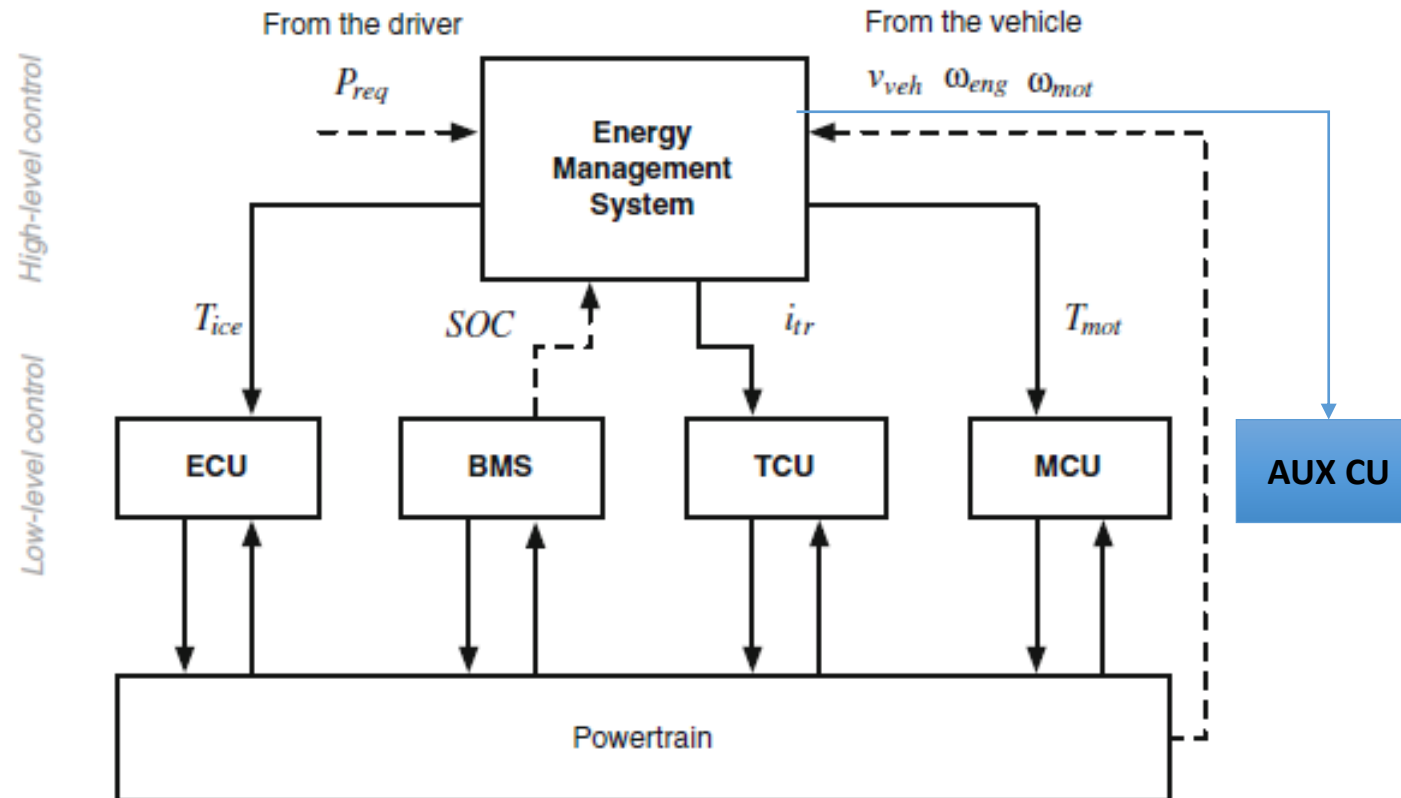 From the driver
From the vehicle
P_req
v_veh ω_eng ω_mot
High-level control
Energy
Management
System
T_ice
SOC
i_tr
T_mot
Low-level control
ECU
BMS
TCU
MCU
AUX CU
Powertrain